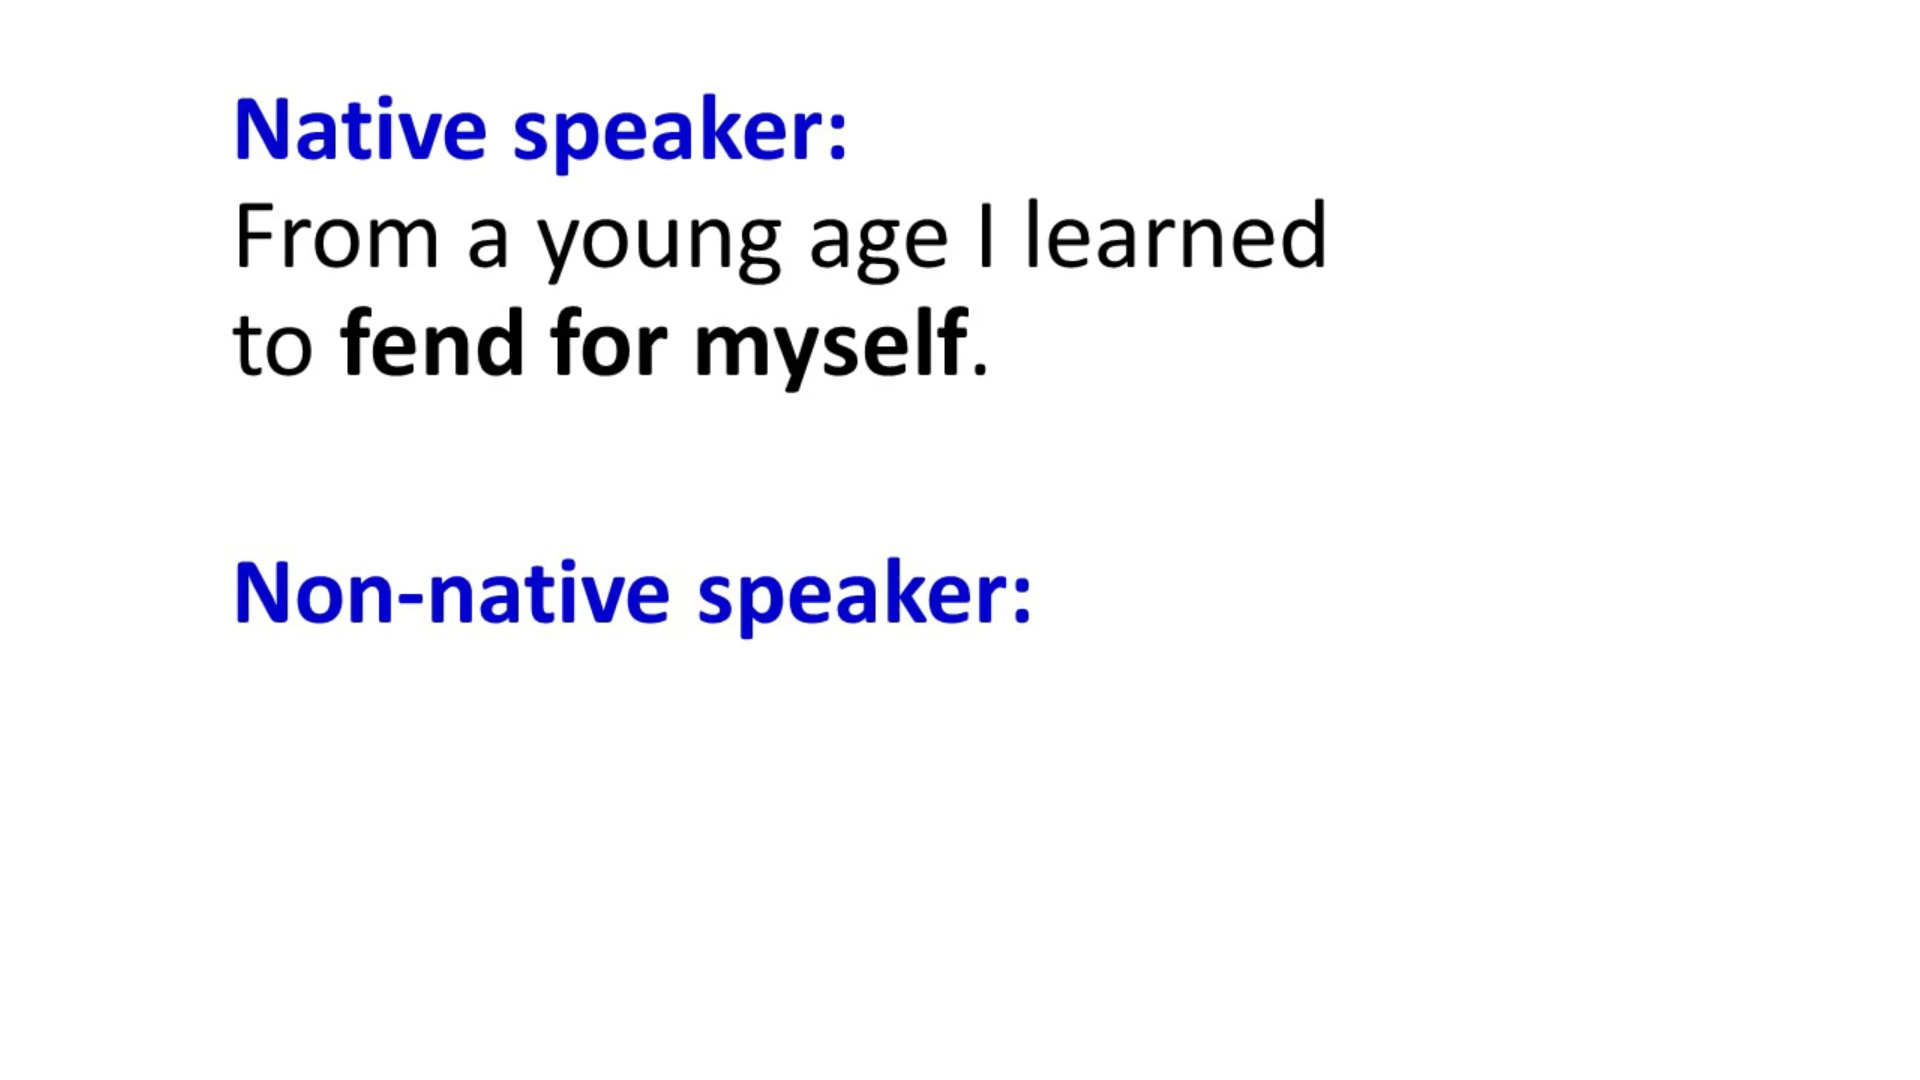 Native speaker:
From a young age I learned
to fend for myself.
Non-native speaker: